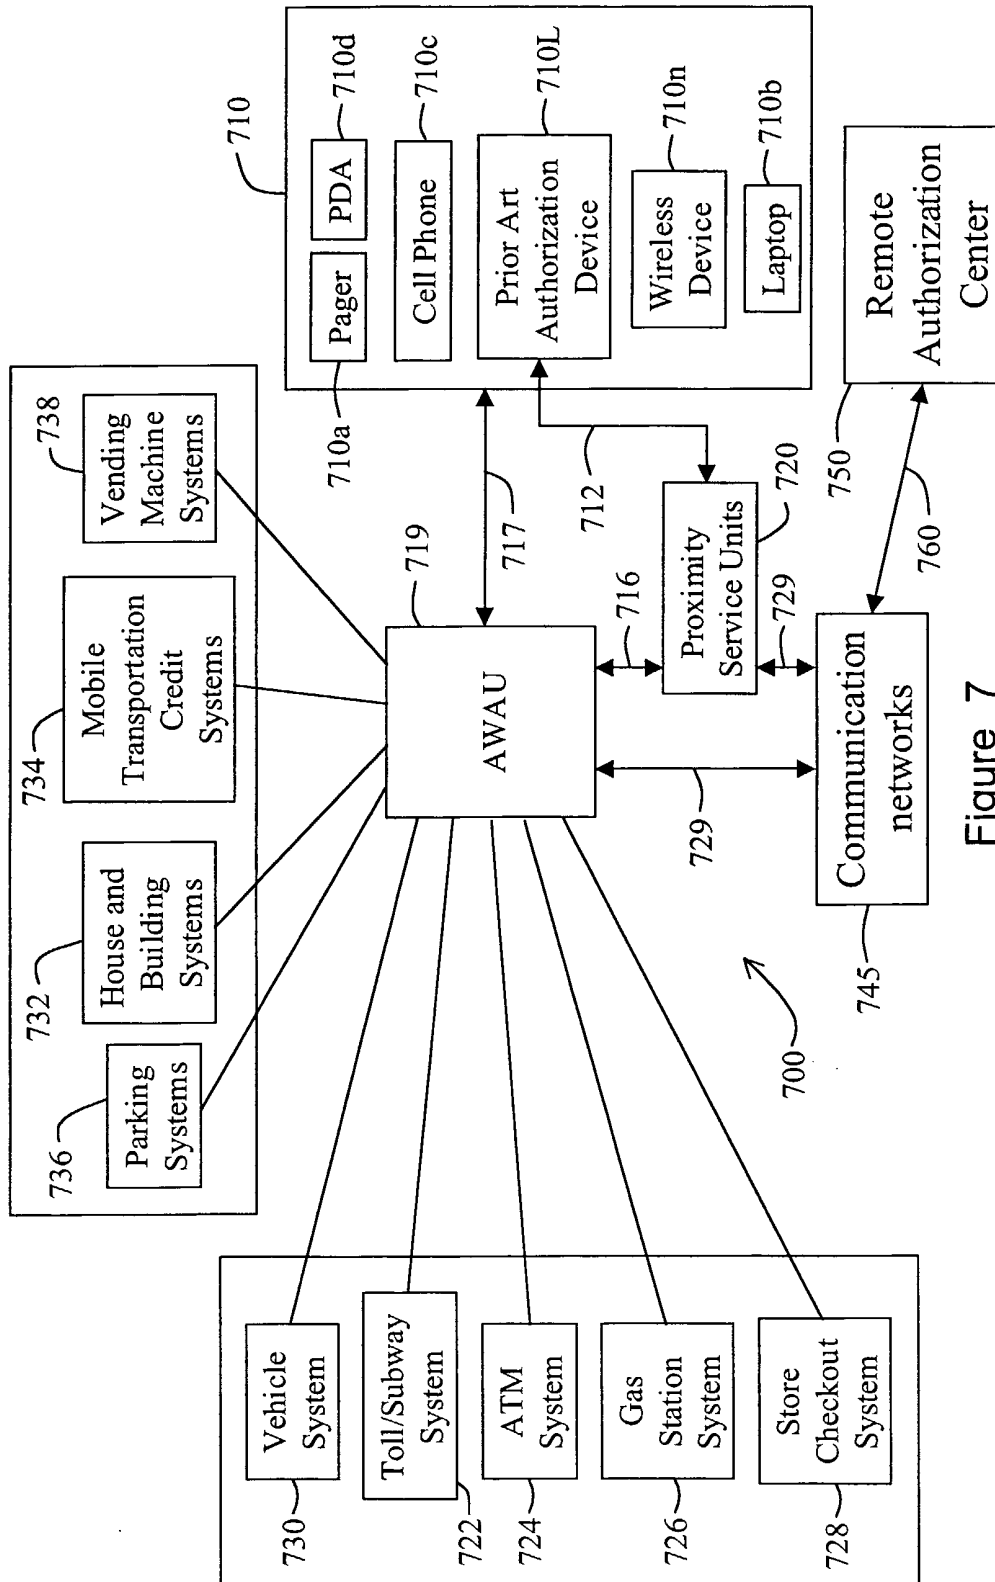 736
Parking
Systems
732
House and
Building
Systems
734
Mobile
Transportation
Credit
Systems
738
Vending
Machine
Systems
730
Vehicle
System
722
Toll/Subway
System
724
ATM
System
726
Gas
Station
System
728
Store
Checkout
System
719
AWAU
717
710
710a
Pager
PDA
710d
Cell Phone
710c
Prior Art
Authorization
Device
710L
Wireless
Device
710n
Laptop
710b
712
716
Proximity
Service Units
720
729
729
700
745
Communication
networks
760
750
Remote
Authorization
Center
Figure 7